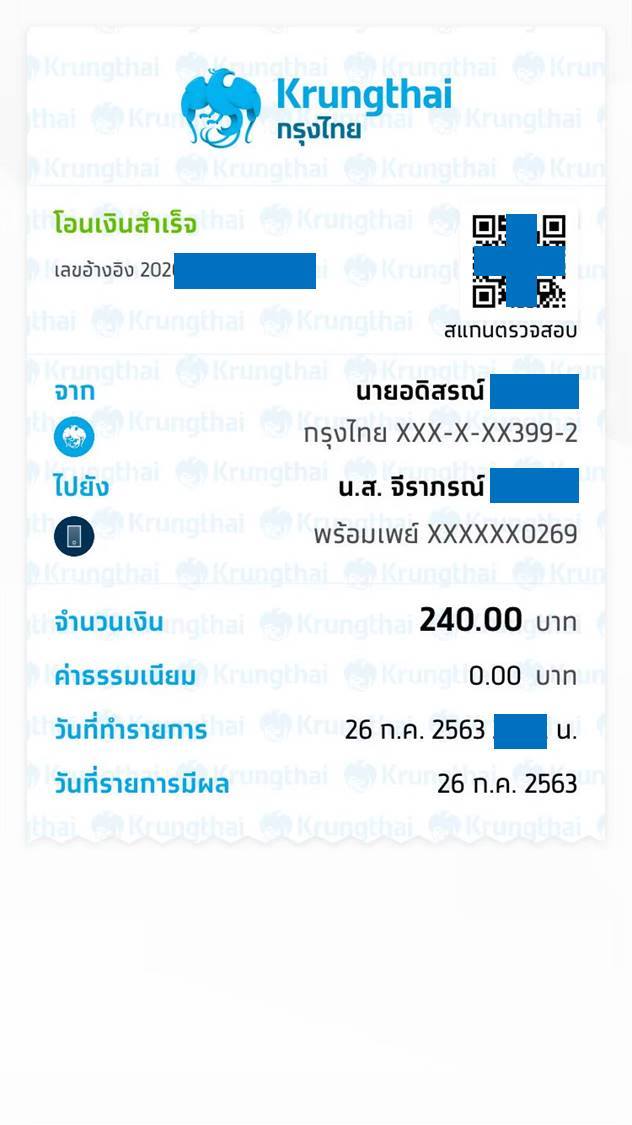 Krungthai
กรุงไทย
โอนเงินสำเร็จ
เลขอ้างอิง 202
สแกนตรวจสอบ
จาก
นายอดิสรณ์
กรุงไทย XXX-X-XX399-2
ไปยัง
น.ส. จีราภรณ์
พร้อมเพย์ XXXXXX0269
จำนวนเงิน 240.00 บาท
ค่าธรรมเนียม 0.00 บาท
วันที่ทำรายการ 26 ก.ค. 2563 น.
วันที่รายการมีผล 26 ก.ค. 2563